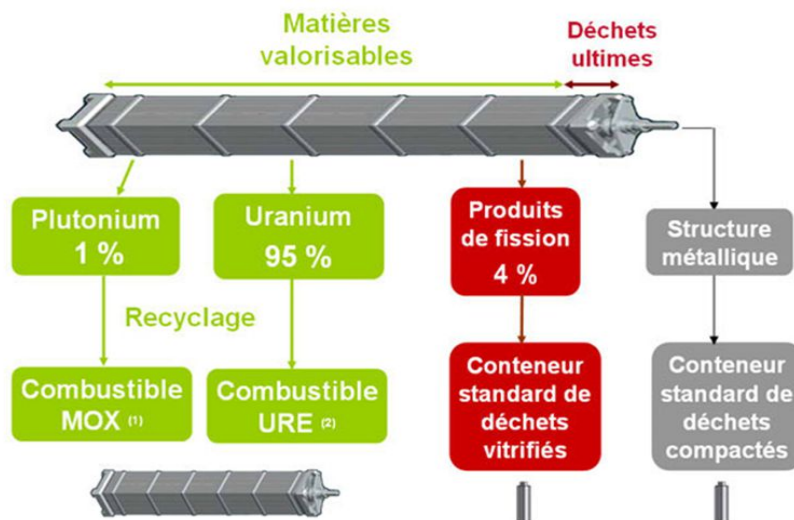 Matières
valorisables
Déchets
ultimes
Plutonium
1 %
Uranium
95 %
Produits
de fission
4 %
Structure
métallique
Recyclage
Combustible
MOX (1)
Combustible
URE (2)
Conteneur
standard de
déchets
vitrifiés
Conteneur
standard de
déchets
compactés